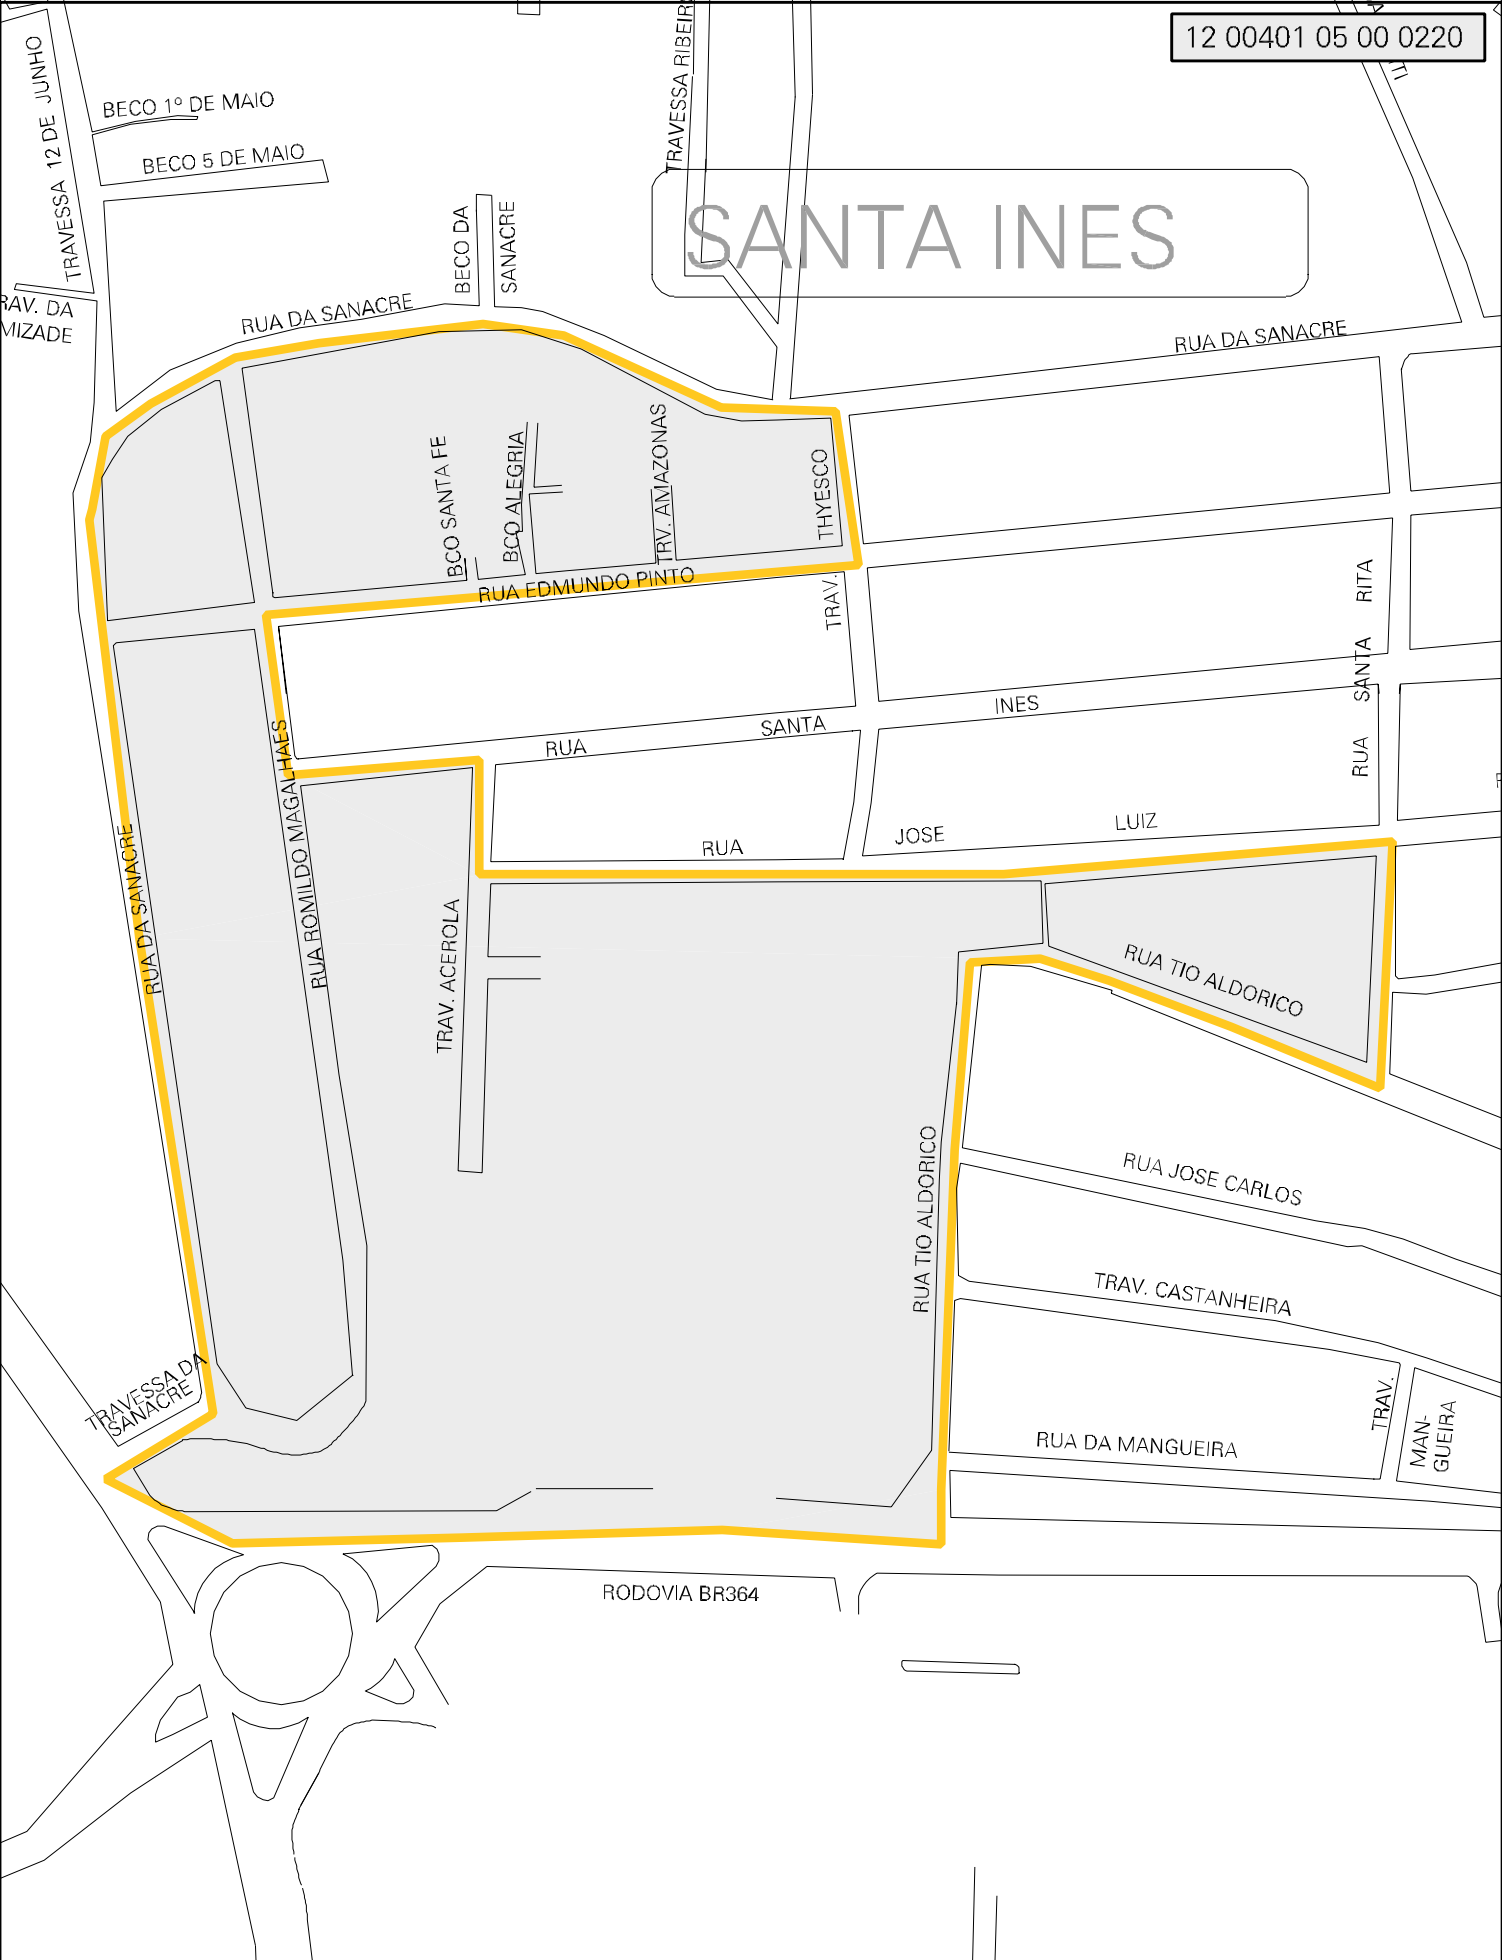 12 00401 05 00 0220
TRAVESSA 12 DE JUNHO
BECO 1º DE MAIO
BECO 5 DE MAIO
TRAVESSA RIBEIR
TI
SANTA INES
BECO DA
SANACRE
RAV. DA
MIZADE
RUA DA SANACRE
RUA DA SANACRE
BCO SANTA FE
BCO ALEGRIA
TRV. AMAZONAS
THYESCO
TRAV.
RUA EDMUNDO PINTO
RUA SANTA RITA
RUA SANTA INES
RUA JOSE LUIZ
RUA DA SANACRE
RUA ROMILDO MAGALHAES
TRAV. ACEROLA
RUA TIO ALDORICO
RUA TIO ALDORICO
RUA JOSE CARLOS
TRAV. CASTANHEIRA
TRAVESSA DA
SANACRE
TRAV.
MAN-
GUEIRA
RUA DA MANGUEIRA
RODOVIA BR364